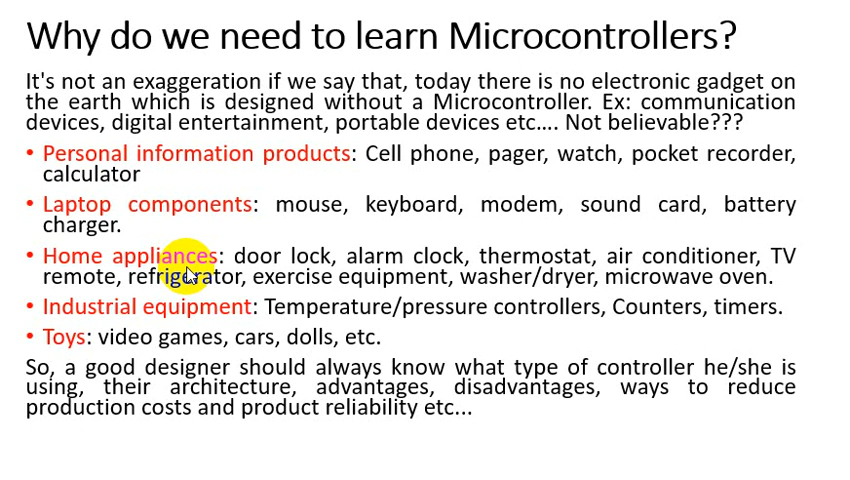 Why do we need to learn Microcontrollers?
It's not an exaggeration if we say that, today there is no electronic gadget on
the earth which is designed without a Microcontroller. Ex: communication
devices, digital entertainment, portable devices etc…. Not believable???
• Personal information products: Cell phone, pager, watch, pocket recorder,
calculator
• Laptop components: mouse, keyboard, modem, sound card, battery
charger.
• Home appliances: door lock, alarm clock, thermostat, air conditioner, TV
remote, refrigerator, exercise equipment, washer/dryer, microwave oven.
• Industrial equipment: Temperature/pressure controllers, Counters, timers.
• Toys: video games, cars, dolls, etc.
So, a good designer should always know what type of controller he/she is
using, their architecture, advantages, disadvantages, ways to reduce
production costs and product reliability etc...